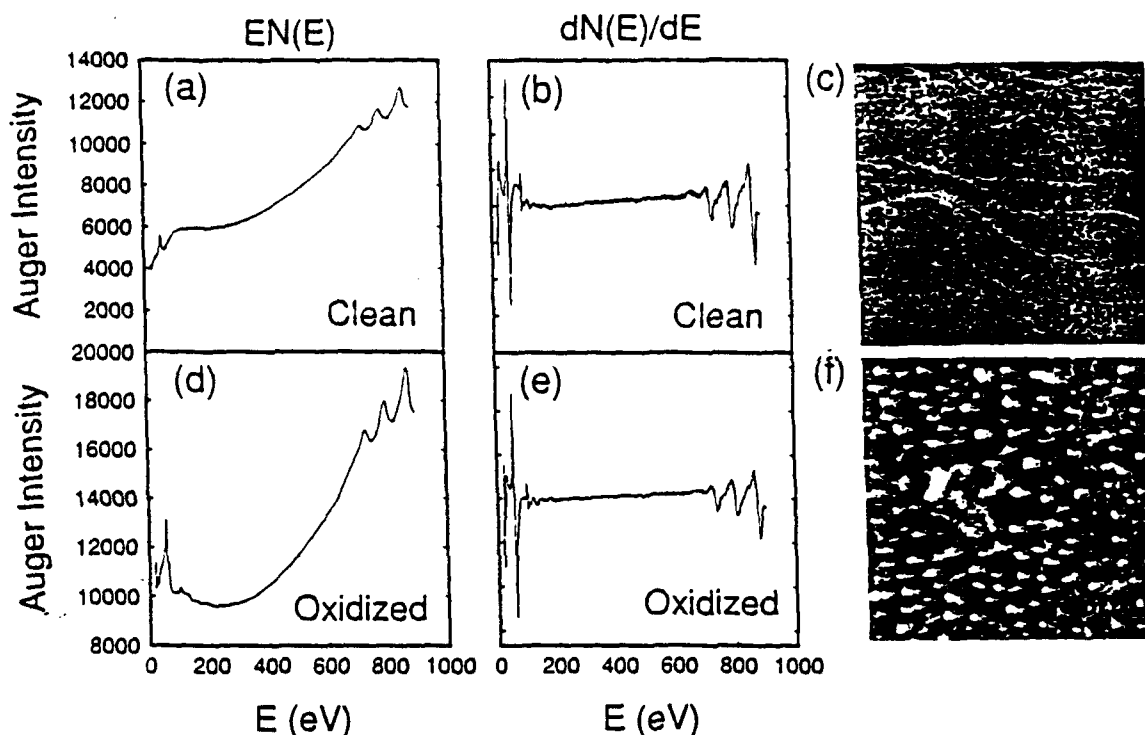 EN(E)
dN(E)/dE
14000
12000
10000
8000
6000
4000
2000
Auger Intensity
(a)
Clean
(b)
Clean
(c)
20000
18000
16000
14000
12000
10000
8000
Auger Intensity
(d)
Oxidized
(e)
Oxidized
(f)
0 200 400 600 800 1000
0 200 400 600 800 1000
E (eV)
E (eV)